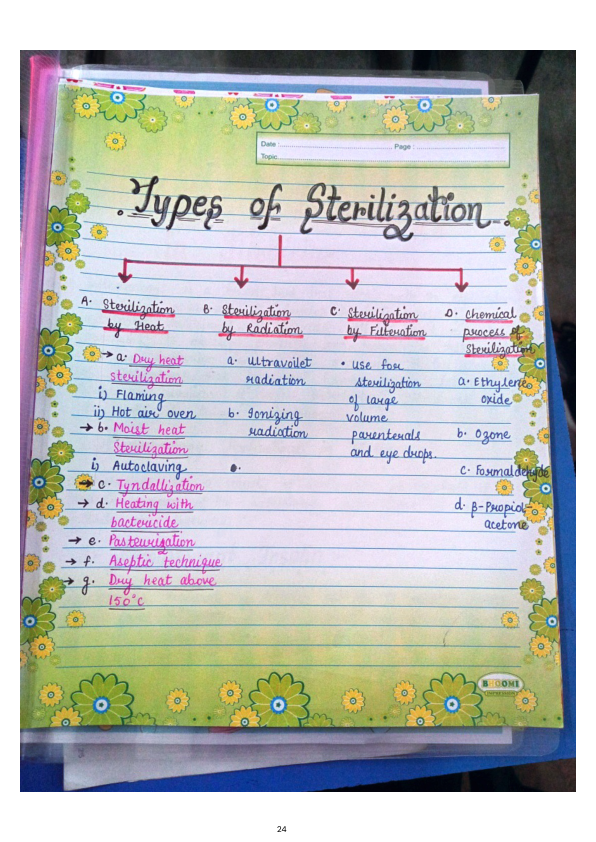 Date : Page :
Topic
Types of Sterilization
A. Sterilization
by Heat
→ a. Dry heat
sterilization
i) Flaming
ii) Hot air oven
→ b. Moist heat
Sterilization
i) Autoclaving
→ c. Tyndallization
→ d. Heating with
bactericide
→ e. Pasteurization
→ f. Aseptic technique
→ g. Dry heat above
150°c
B. Sterilization
by Radiation
a. Ultravoilet
radiation
b. Ionizing
radiation
C. Sterilization
by Filteration
• use for
sterilization
of large
volume
parenterals
and eye drops.
D. Chemical
process of
Sterilization
a. Ethylene
oxide
b. Ozone
c. Formaldehyde
d. β-Propiol-
acetone
BHOOMI
24